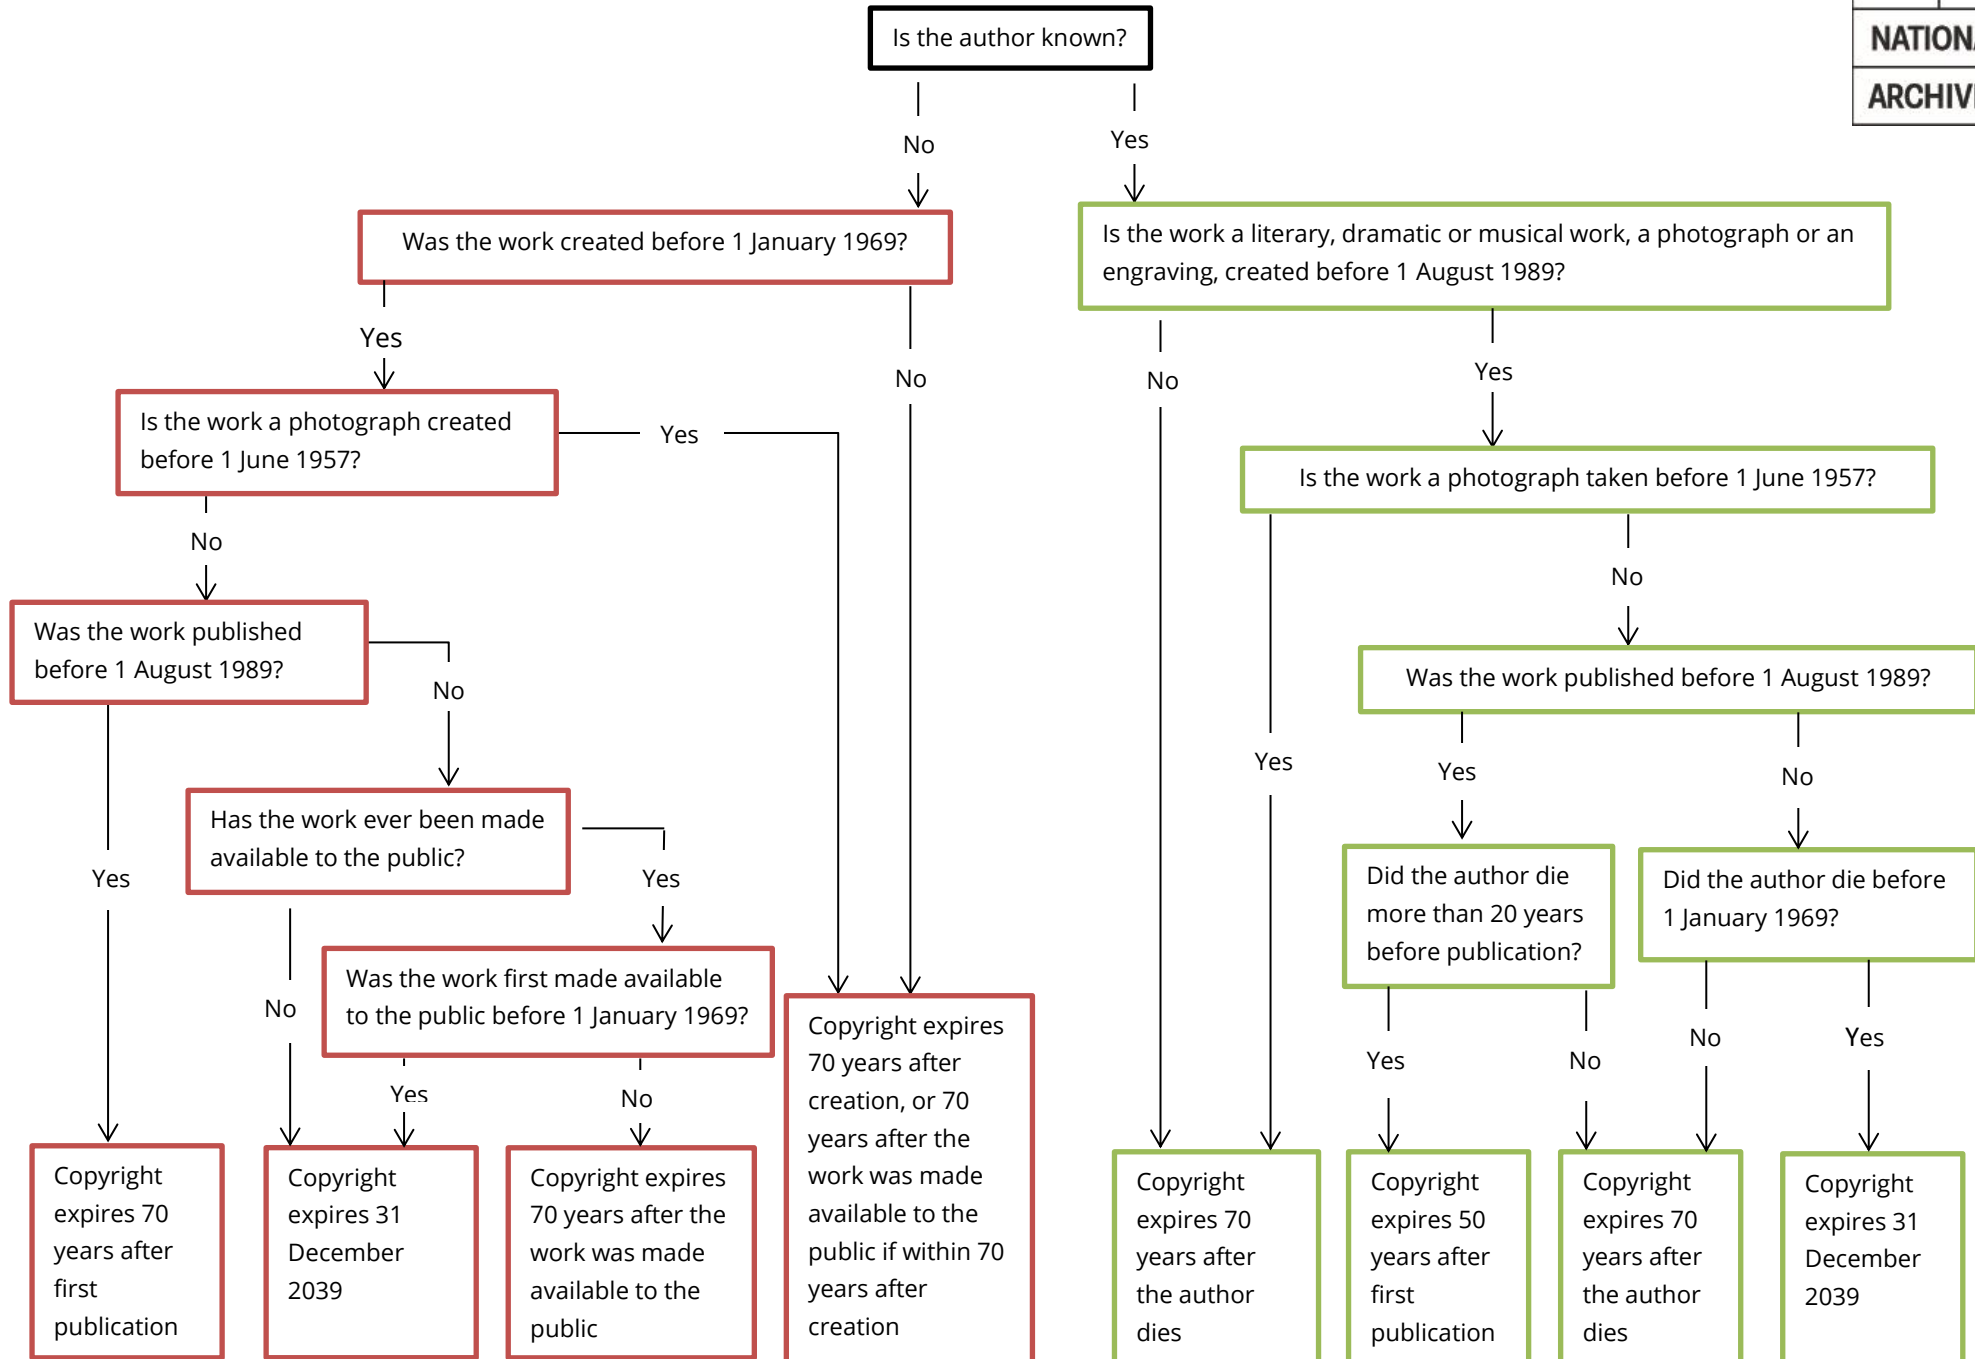 Is the author known?
NATION
ARCHIV
No
Yes
Was the work created before 1 January 1969?
Is the work a literary, dramatic or musical work, a photograph or an
engraving, created before 1 August 1989?
Yes
No
No
Yes
Is the work a photograph created
before 1 June 1957?
Yes
Is the work a photograph taken before 1 June 1957?
No
No
Was the work published
before 1 August 1989?
No
Was the work published before 1 August 1989?
Yes
Yes
No
Has the work ever been made
available to the public?
Yes
Yes
Did the author die
more than 20 years
before publication?
Did the author die before
1 January 1969?
Was the work first made available
to the public before 1 January 1969?
No
Yes
No
Yes
No
No
Yes
Copyright
expires 70
years after
first
publication
Copyright
expires 31
December
2039
Copyright expires
70 years after the
work was made
available to the
public
Copyright expires
70 years after
creation, or 70
years after the
work was made
available to the
public if within 70
years after
creation
Copyright
expires 70
years after
the author
dies
Copyright
expires 50
years after
first
publication
Copyright
expires 70
years after
the author
dies
Copyright
expires 31
December
2039